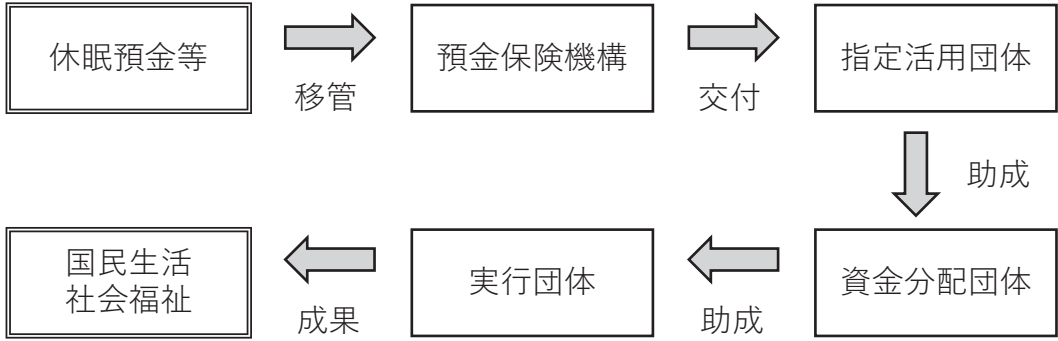 休眠預金等
移管
預金保険機構
交付
指定活用団体
助成
資金分配団体
助成
実行団体
成果
国民生活
社会福祉